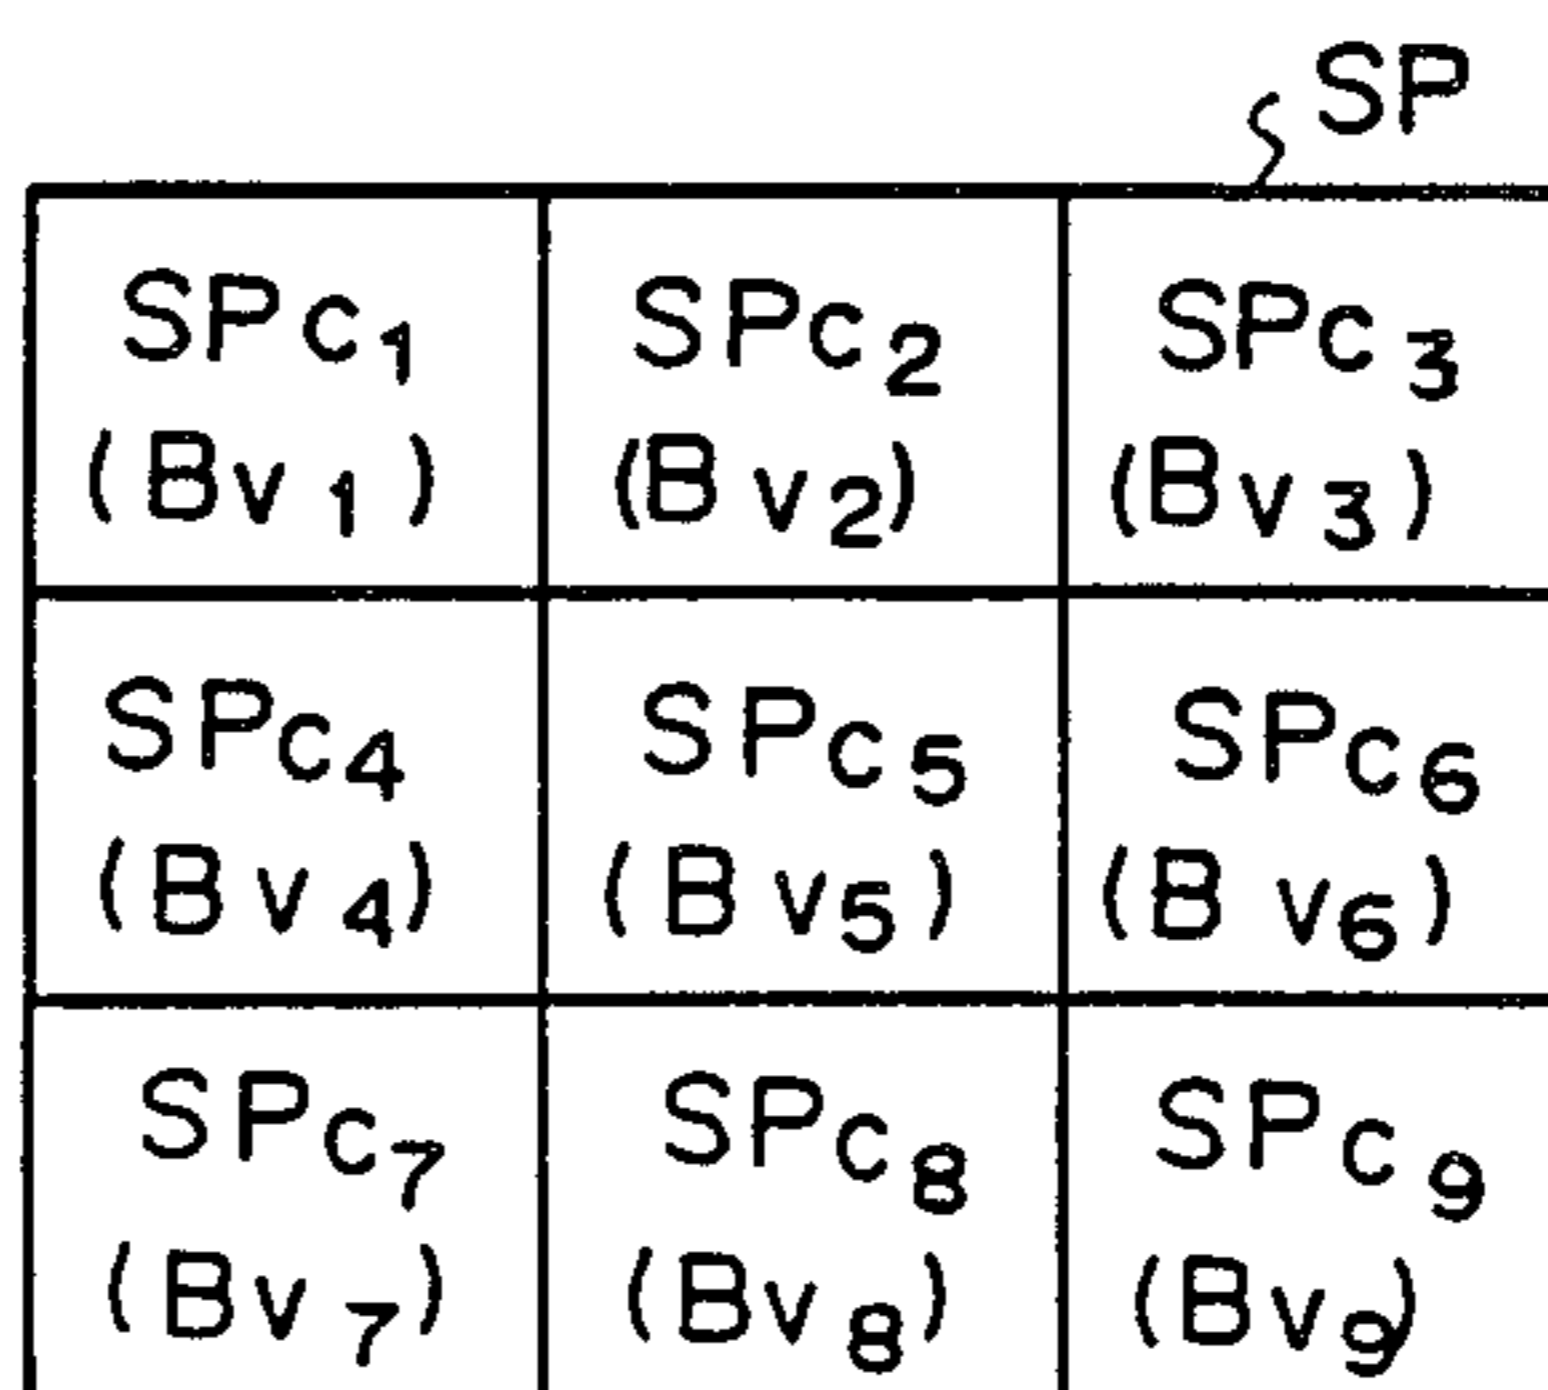 SP
SPc1 SPc2 SPc3
(Bv1) (Bv2) (Bv3)
SPc4 SPc5 SPc6
(Bv4) (Bv5) (Bv6)
SPc7 SPc8 SPc9
(Bv7) (Bv8) (Bv9)